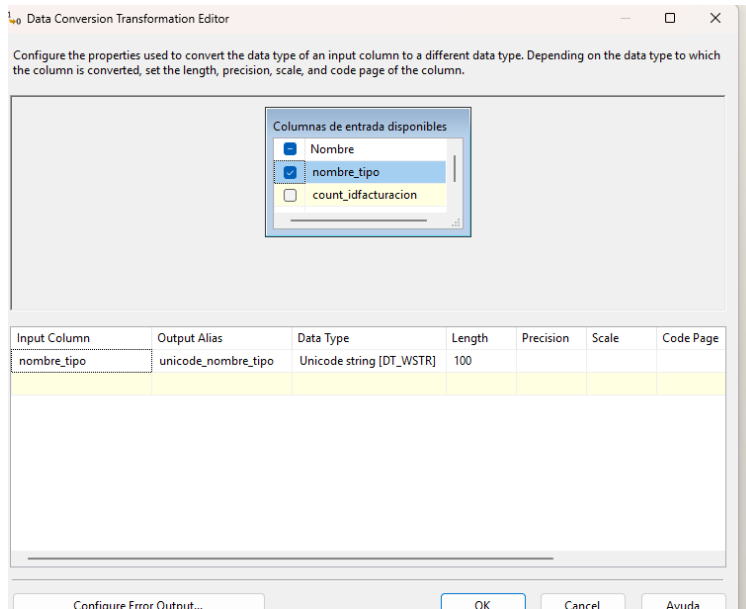 Data Conversion Transformation Editor
Configure the properties used to convert the data type of an input column to a different data type. Depending on the data type to which
the column is converted, set the length, precision, scale, and code page of the column.
Columnas de entrada disponibles
Nombre
nombre_tipo
count_idfacturacion
Input Column Output Alias Data Type Length Precision Scale Code Page
nombre_tipo unicode_nombre_tipo Unicode string [DT_WSTR] 100
Configure Error Output... OK Cancel Ayuda